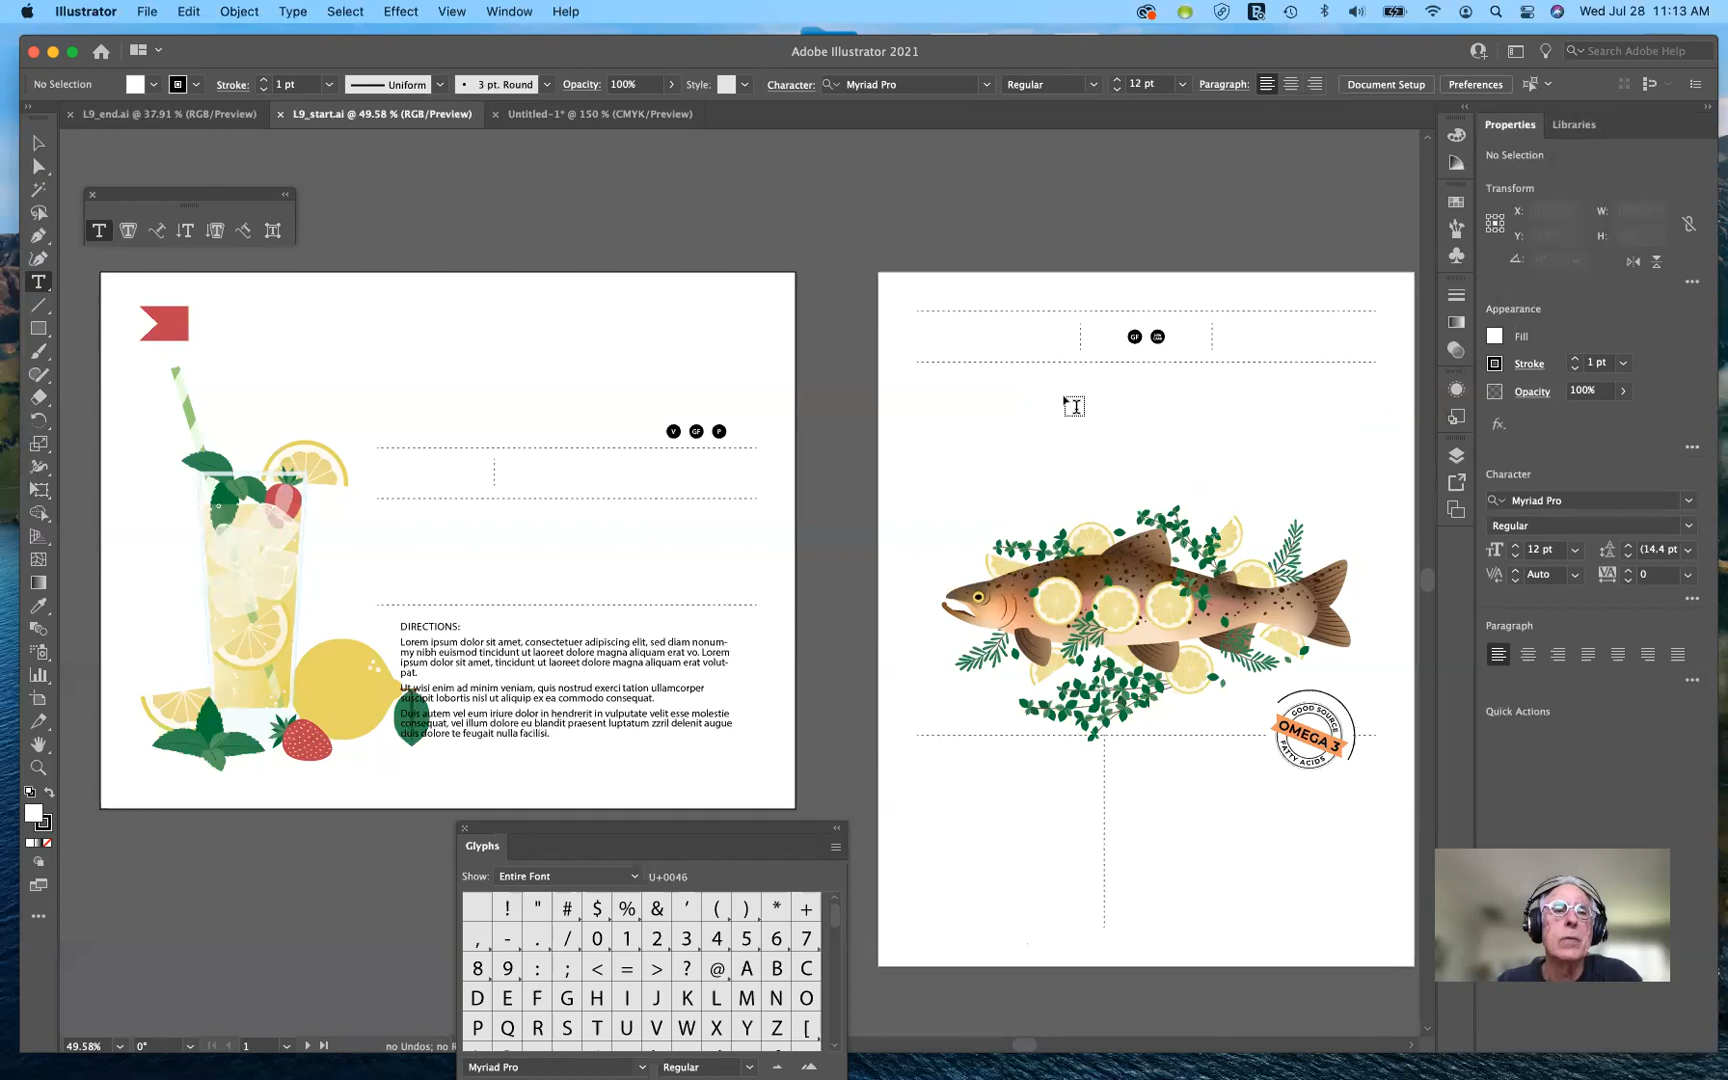 Illustrator File Edit Object Type Select Effect View Window Help
Wed Jul 28 11:13 AM
Adobe Illustrator 2021
Search Adobe Help
No Selection
Stroke: 1 pt
Uniform
3 pt. Round
Opacity: 100%
Style:
Character: Myriad Pro
Regular
12 pt
Paragraph:
Document Setup
Preferences
L9_end.ai @ 37.91 % (RGB/Preview)
L9_start.ai @ 49.58 % (RGB/Preview)
Untitled-1* @ 150 % (CMYK/Preview)
V GF P
DIRECTIONS:
Lorem ipsum dolor sit amet, consectetuer adipiscing elit, sed diam nonum-
my nibh euismod tincidunt ut laoreet dolore magna aliquam erat vo. Lorem
ipsum dolor sit amet, tincidunt ut laoreet dolore magna aliquam erat volut-
pat.
Ut wisi enim ad minim veniam, quis nostrud exerci tation ullamcorper
suscipit lobortis nisl ut aliquip ex ea commodo consequat.
Duis autem vel eum iriure dolor in hendrerit in vulputate velit esse molestie
consequat, vel illum dolore eu blandit praesent luptatum zzril delenit augue
duis dolore te feugait nulla facilisi.
GF
GOOD SOURCE
OMEGA 3
FATTY ACIDS
Glyphs
Show: Entire Font
U+0046
! " # $ % & ' ( ) * +
, - . / 0 1 2 3 4 5 6 7
8 9 : ; < = > ? @ A B C
D E F G H I J K L M N O
P Q R S T U V W X Y Z [
Myriad Pro
Regular
49.58%
0°
1
no Undos; no R
Properties Libraries
No Selection
Transform
X: W:
Y: H:
Appearance
Fill
Stroke 1 pt
Opacity 100%
fx.
Character
Myriad Pro
Regular
12 pt (14.4 pt
Auto 0
Paragraph
Quick Actions